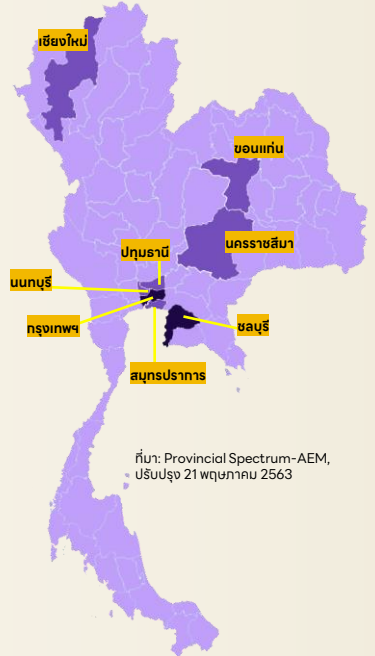 เชียงใหม่
ขอนแก่น
ปทุมธานี
นครราชสีมา
นนทบุรี
กรุงเทพฯ
ชลบุรี
สมุทรปราการ
ที่มา: Provincial Spectrum-AEM,
ปรับปรุง 21 พฤษภาคม 2563